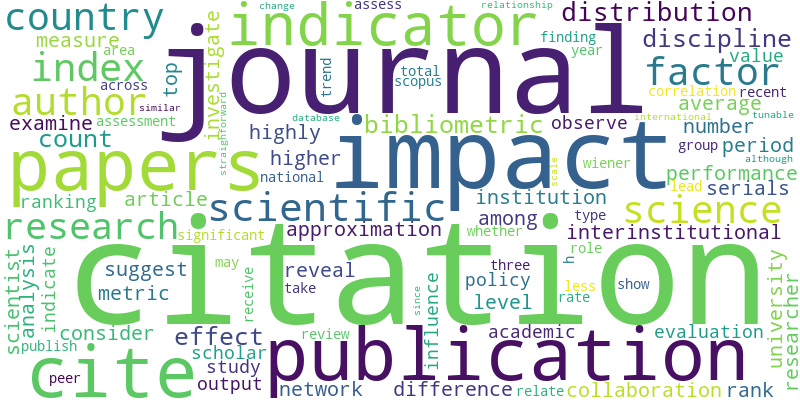 change
assess
relationship
country
indicator
distribution
measure
area
investigate
journal
finding
year
discipline
value
index
top
trend
total
scopus
factor
across
similar
author
correlation
recent
average
examine
assessment
straightforward
database
highly
bibliometric
observe
international
number
tunable
count
impact
group
period
although
papers
higher
national
wiener
scale
performance
lead
serials
ranking
article
scientific
institution
science
research
significant
approximation
among
type
interinstitutional
whether
citation
role
scientist
analysis
indicate
suggest
may
receive
reveal
take
three
policy
h
less
show
metric
since
influence
level
rate
university
researcher
consider
effect
review
publication
academic
evaluation
publish
scholar
cite
peer
study
output
network
difference
relate
collaboration
rank